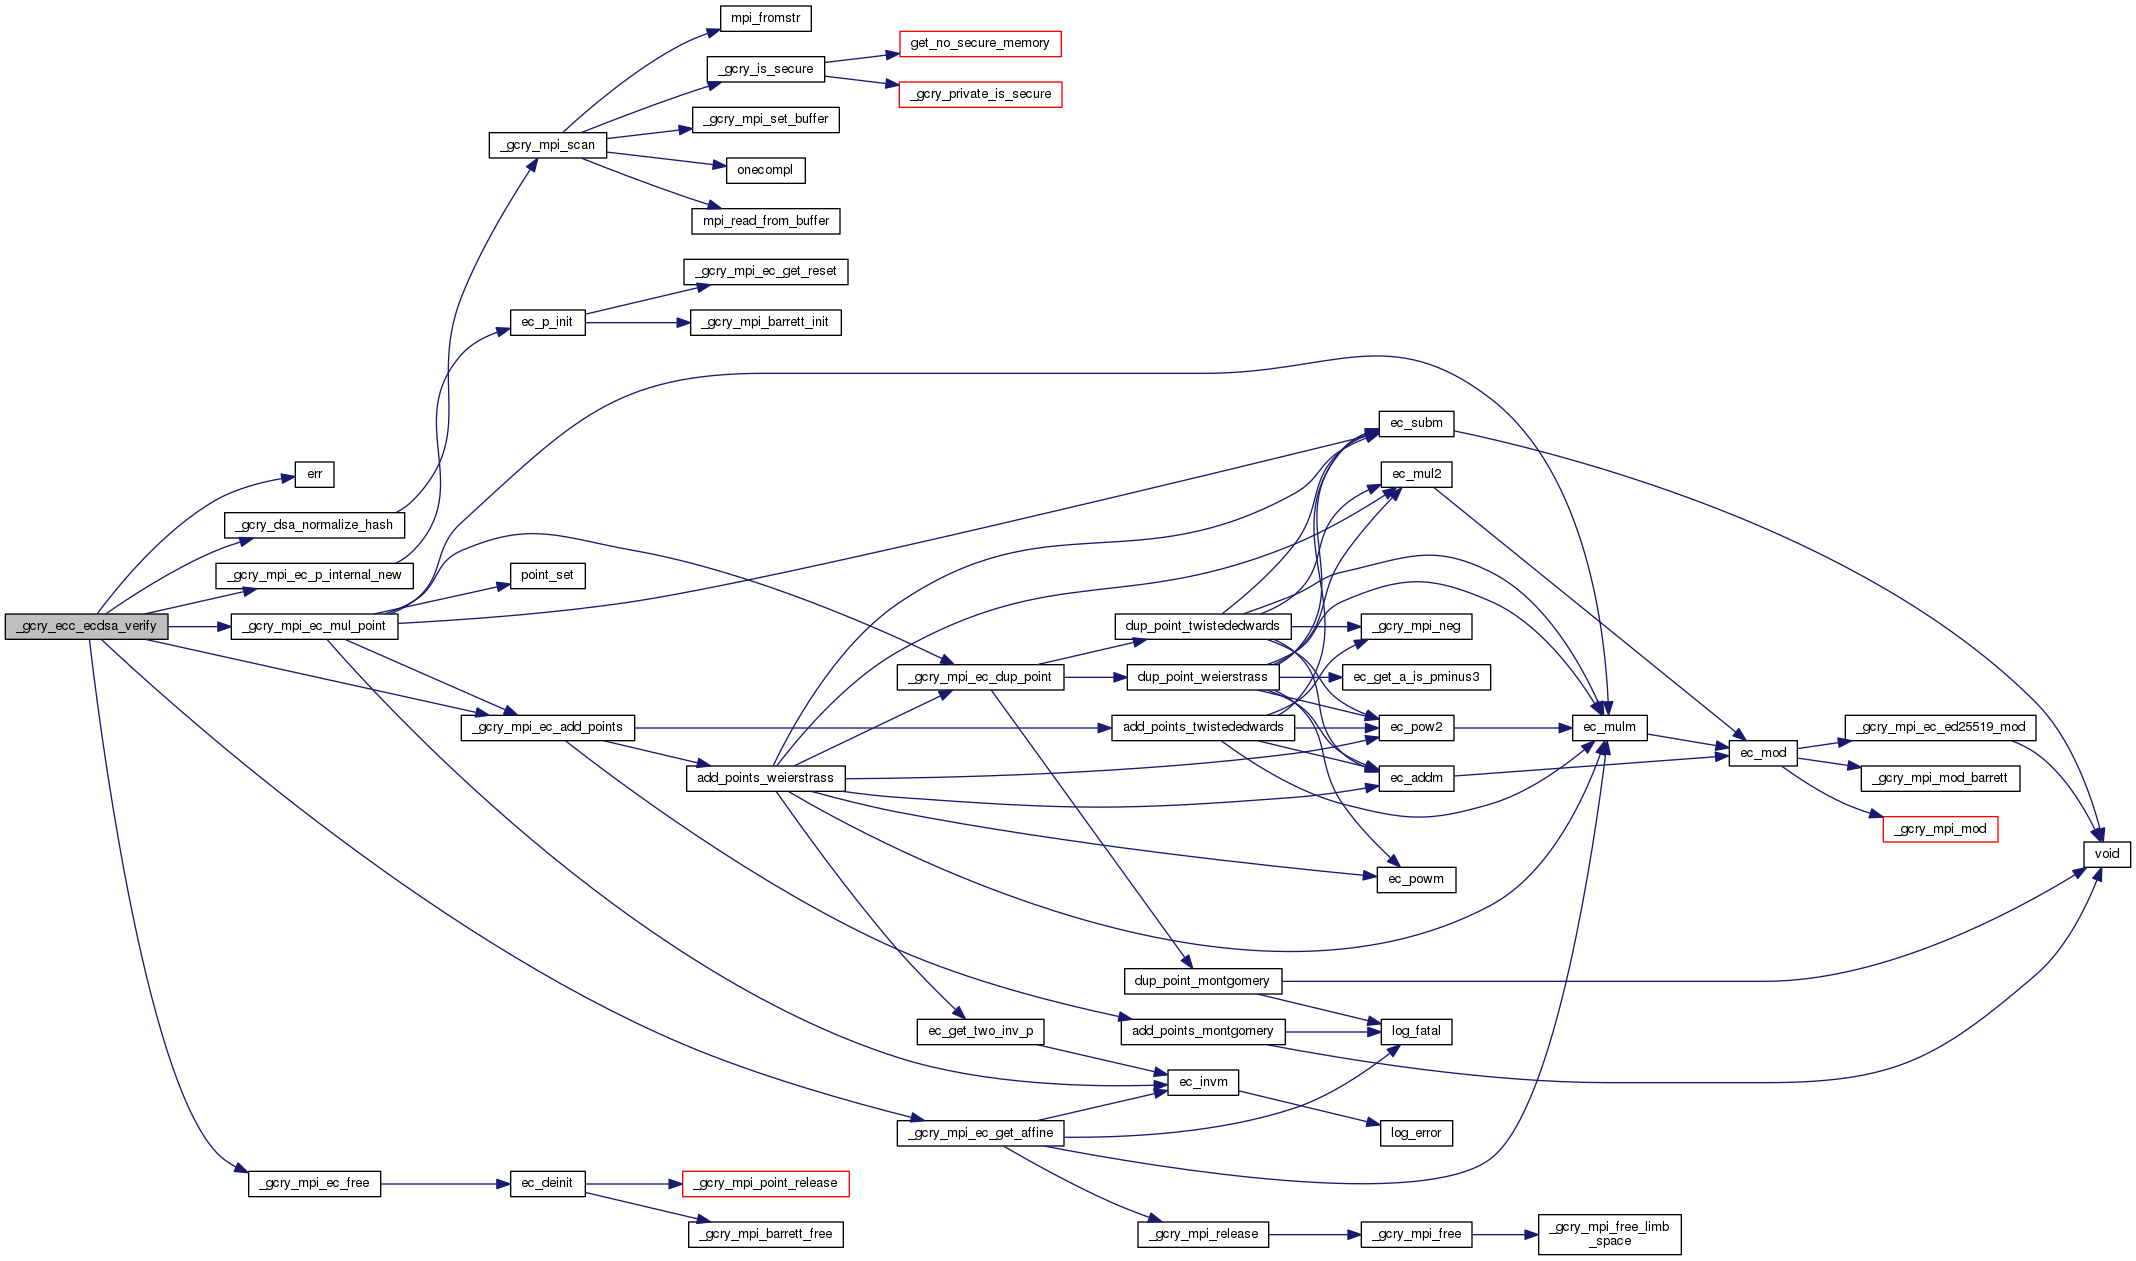 mpi_fromstr
get_no_secure_memory
_gcry_is_secure
_gcry_private_is_secure
_gcry_mpi_set_buffer
_gcry_mpi_scan
onecompl
mpi_read_from_buffer
_gcry_mpi_ec_get_reset
ec_p_init
_gcry_mpi_barrett_init
ec_subm
err
ec_mul2
_gcry_dsa_normalize_hash
_gcry_mpi_ec_p_internal_new
point_set
_gcry_ecc_ecdsa_verify
_gcry_mpi_ec_mul_point
dup_point_twistededwards
_gcry_mpi_neg
_gcry_mpi_ec_dup_point
dup_point_weierstrass
ec_get_a_is_pminus3
_gcry_mpi_ec_add_points
add_points_twistededwards
ec_pow2
ec_mulm
_gcry_mpi_ec_ed25519_mod
ec_mod
add_points_weierstrass
ec_addm
_gcry_mpi_mod_barrett
_gcry_mpi_mod
void
ec_powm
dup_point_montgomery
ec_get_two_inv_p
add_points_montgomery
log_fatal
ec_invm
_gcry_mpi_ec_get_affine
log_error
_gcry_mpi_ec_free
ec_deinit
_gcry_mpi_point_release
_gcry_mpi_barrett_free
_gcry_mpi_release
_gcry_mpi_free
_gcry_mpi_free_limb
_space